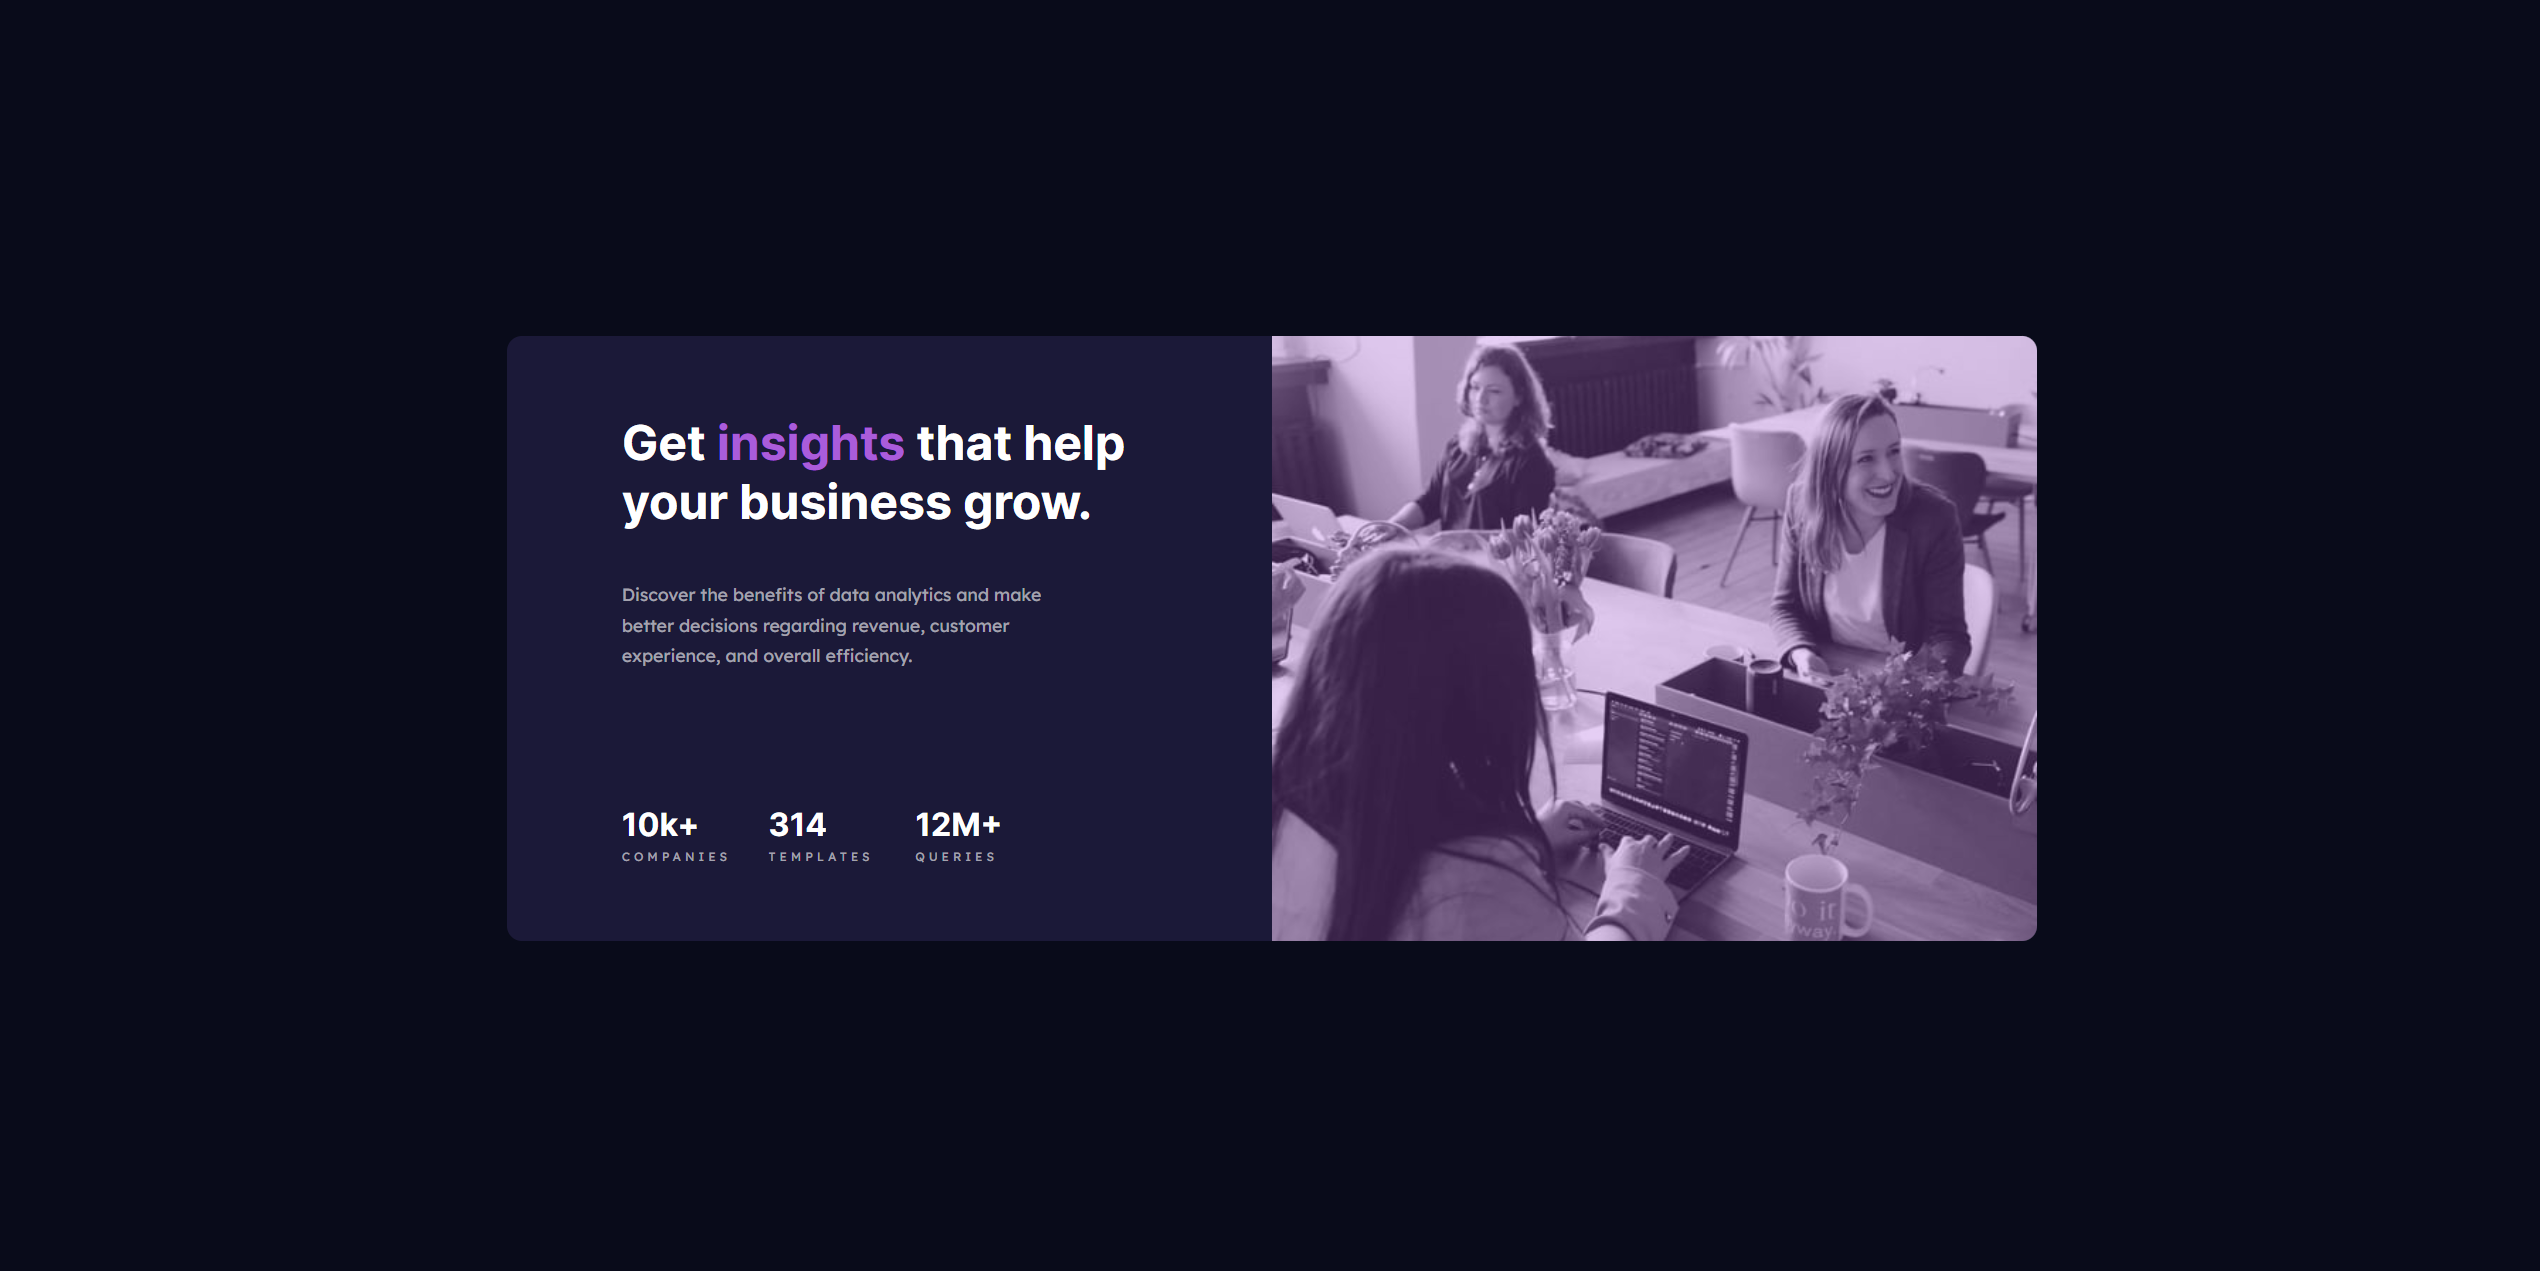 Get insights that help
your business grow.
Discover the benefits of data analytics and make
better decisions regarding revenue, customer
experience, and overall efficiency.
10k+ 314 12M+
COMPANIES TEMPLATES QUERIES